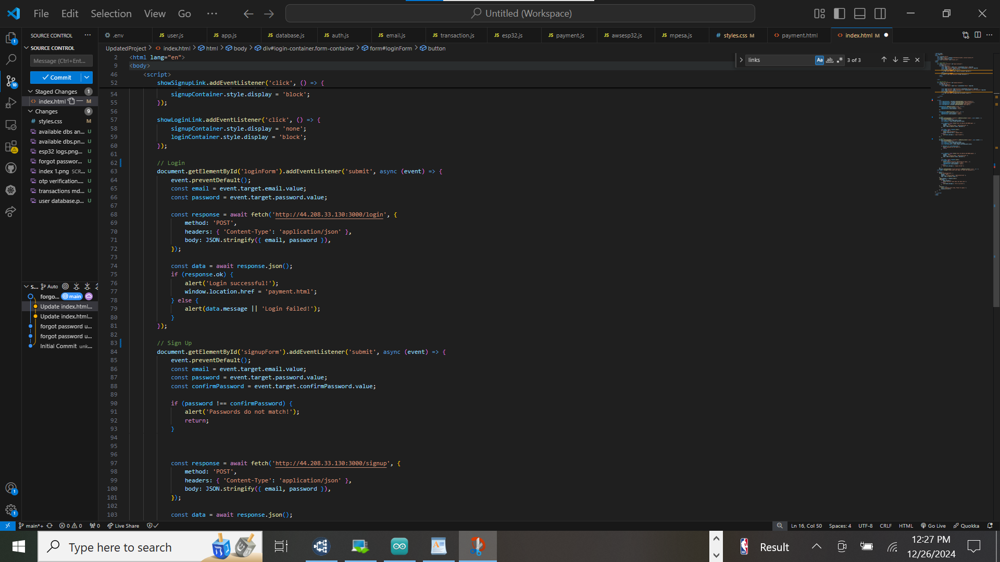 File Edit Selection View Go ··· Untitled (Workspace)
SOURCE CONTROL ···
.env JS user.js JS app.js JS database.js JS auth.js JS email.js JS transaction.js JS esp32.js JS payment.js JS awsesp32.js JS mpesa.js # styles.css M <> payment.html <> index.html M
SOURCE CONTROL
Message (Ctrl+Ent...
Commit
Staged Changes 1
<> index.html M
Changes 9
# styles.css M
available dbs an... U
available dbs.pn... U
esp32 logs.png... U
forgot passwor... U
index 1.png SCR... U
otp verification.... U
transactions md... U
user database.p... U
S... Auto
forgo... main
Update index.html...
Update index.html...
forgot password u...
forgot password u...
Initial Commit unk...
UpdatedProject > <> index.html > html > body > div#login-container.form-container > form#loginForm > button
links Aa ab 3 of 3
2 <html lang="en">
9 <body>
46 <script>
52 showSignupLink.addEventListener('click', () => {
54 signupContainer.style.display = 'block';
55 });
56
57 showLoginLink.addEventListener('click', () => {
58 signupContainer.style.display = 'none';
59 loginContainer.style.display = 'block';
60 });
61
62 // Login
63 document.getElementById('loginForm').addEventListener('submit', async (event) => {
64 event.preventDefault();
65 const email = event.target.email.value;
66 const password = event.target.password.value;
67
68 const response = await fetch('http://44.208.33.130:3000/login', {
69 method: 'POST',
70 headers: { 'Content-Type': 'application/json' },
71 body: JSON.stringify({ email, password }),
72 });
73
74 const data = await response.json();
75 if (response.ok) {
76 alert('Login successful!');
77 window.location.href = 'payment.html';
78 } else {
79 alert(data.message || 'Login failed!');
80 }
81 });
82
83 // Sign Up
84 document.getElementById('signupForm').addEventListener('submit', async (event) => {
85 event.preventDefault();
86 const email = event.target.email.value;
87 const password = event.target.password.value;
88 const confirmPassword = event.target.confirmPassword.value;
89
90 if (password !== confirmPassword) {
91 alert('Passwords do not match!');
92 return;
93 }
94
95
96
97 const response = await fetch('http://44.208.33.130:3000/signup', {
98 method: 'POST',
99 headers: { 'Content-Type': 'application/json' },
100 body: JSON.stringify({ email, password }),
101 });
102
103 const data = await response.json();
main*+ 0 0 0 Live Share Ln 16, Col 50 Spaces: 4 UTF-8 CRLF HTML Go Live Quokka
Type here to search Result 12:27 PM
12/26/2024